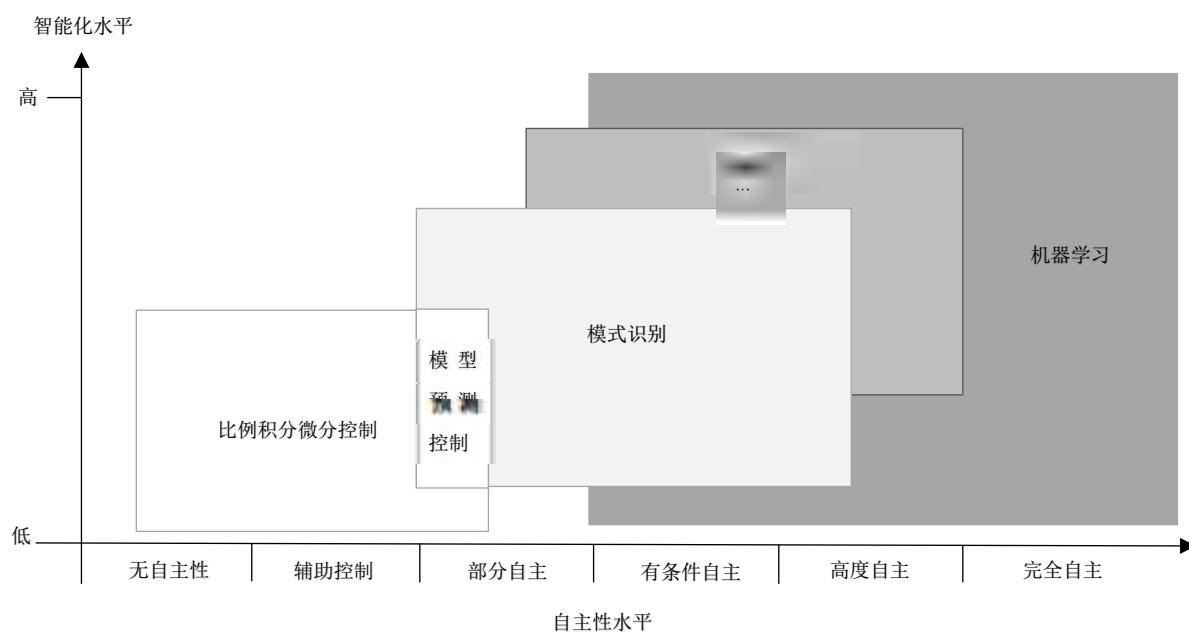 智能化水平
高
…
机器学习
模式识别
模 型
控制
比例积分微分控制
低
无自主性
辅助控制
部分自主
有条件自主
高度自主
完全自主
自主性水平